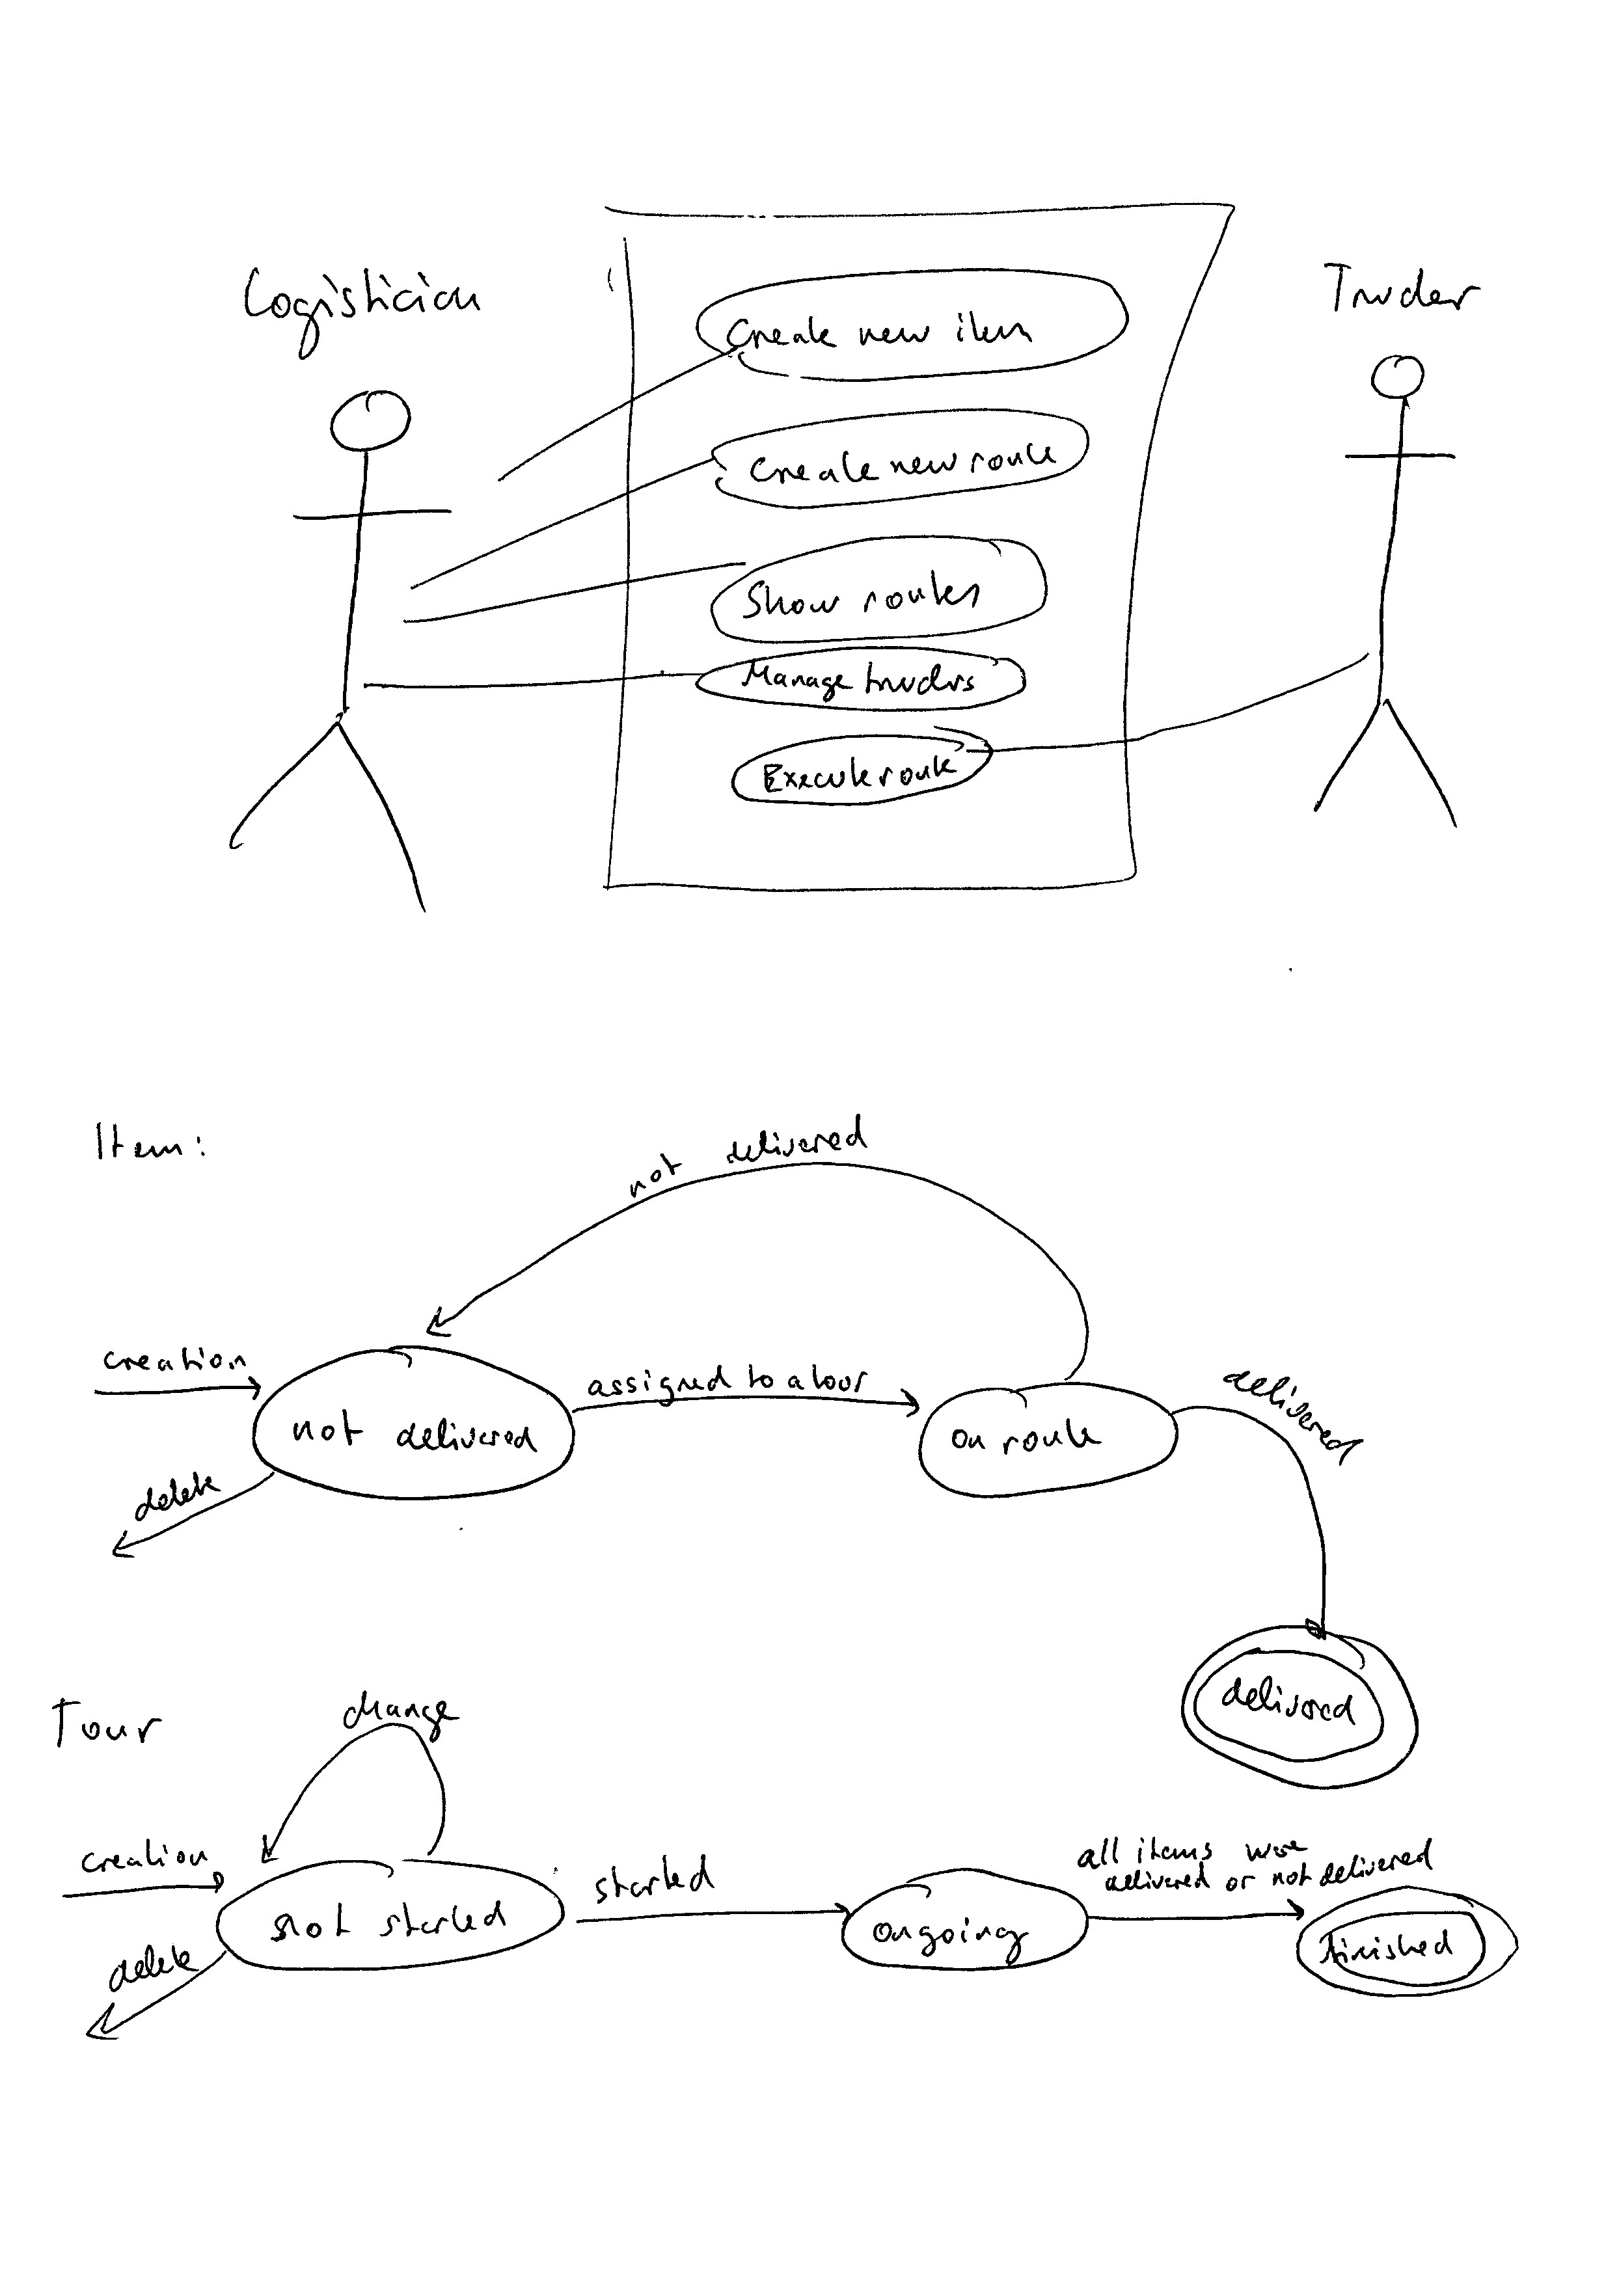 Logistician
Trucker
Create new item
Create new route
Show routes
Manage truckers
Execute route
Item:
not delivered
creation
assigned to a tour
delivered
not delivered
on route
delete
delivered
Tour
change
creation
started
all items were
delivered or not delivered
not started
ongoing
finished
delete